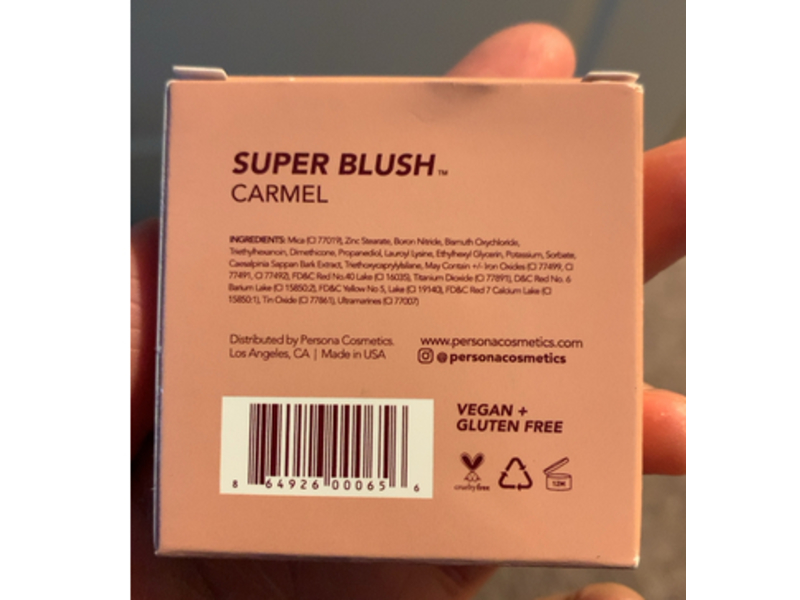 SUPER BLUSH™
CARMEL
INGREDIENTS: Mica (CI 77019), Zinc Stearate, Boron Nitride, Bismuth Oxychloride,
Triethylhexanoin, Dimethicone, Propanediol, Lauroyl Lysine, Ethylhexyl Glycerin, Potassium, Sorbate,
Caesalpinia Sappan Bark Extract, Triethoxycaprylylsilane, May Contain +/- Iron Oxides (CI 77499, CI
77491, CI 77492), FD&C Red No.40 Lake (CI 16035), Titanium Dioxide (CI 77891), D&C Red No. 6
Barium Lake (CI 15850:2), FD&C Yellow No 5, Lake (CI 19140), FD&C Red 7 Calcium Lake (CI
15850:1), Tin Oxide (CI 77861), Ultramarines (CI 77007)
Distributed by Persona Cosmetics.
Los Angeles, CA | Made in USA
www.personacosmetics.com
@personacosmetics
8 64926 00065 6
VEGAN +
GLUTEN FREE
crueltyfree
12M